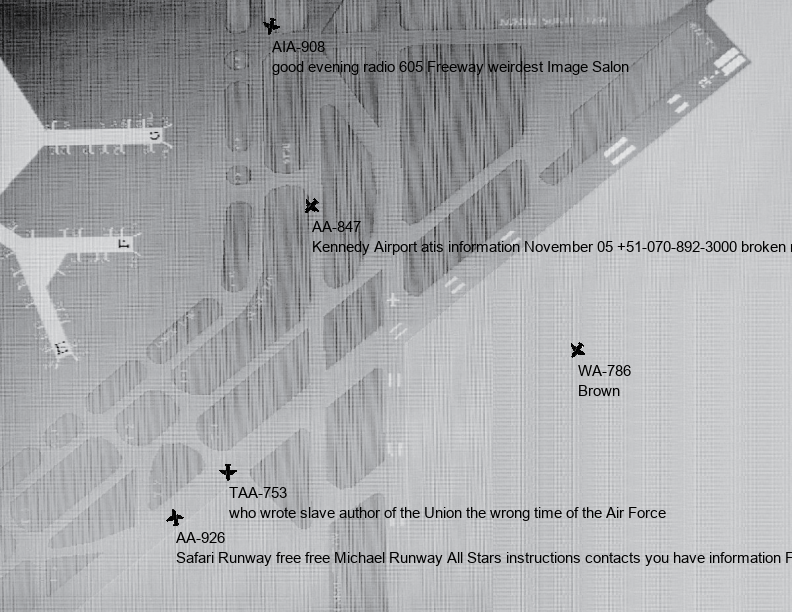 AIA-908
good evening radio 605 Freeway weirdest Image Salon
G
AA-847
F
Kennedy Airport atis information November 05 +51-070-892-3000 broken
WA-786
Brown
TAA-753
who wrote slave author of the Union the wrong time of the Air Force
AA-926
Safari Runway free free Michael Runway All Stars instructions contacts you have information